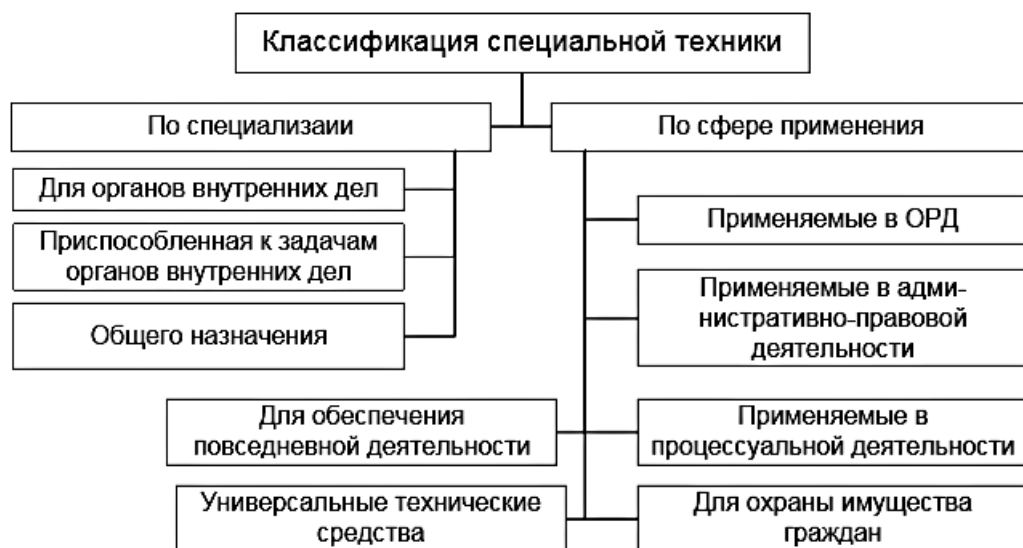 Классификация специальной техники
По специализаии
По сфере применения
Для органов внутренних дел
Приспособленная к задачам
органов внутренних дел
Общего назначения
Применяемые в ОРД
Применяемые в адми-
нистративно-правовой
деятельности
Для обеспечения
повседневной деятельности
Применяемые в
процессуальной деятельности
Универсальные технические
средства
Для охраны имущества
граждан